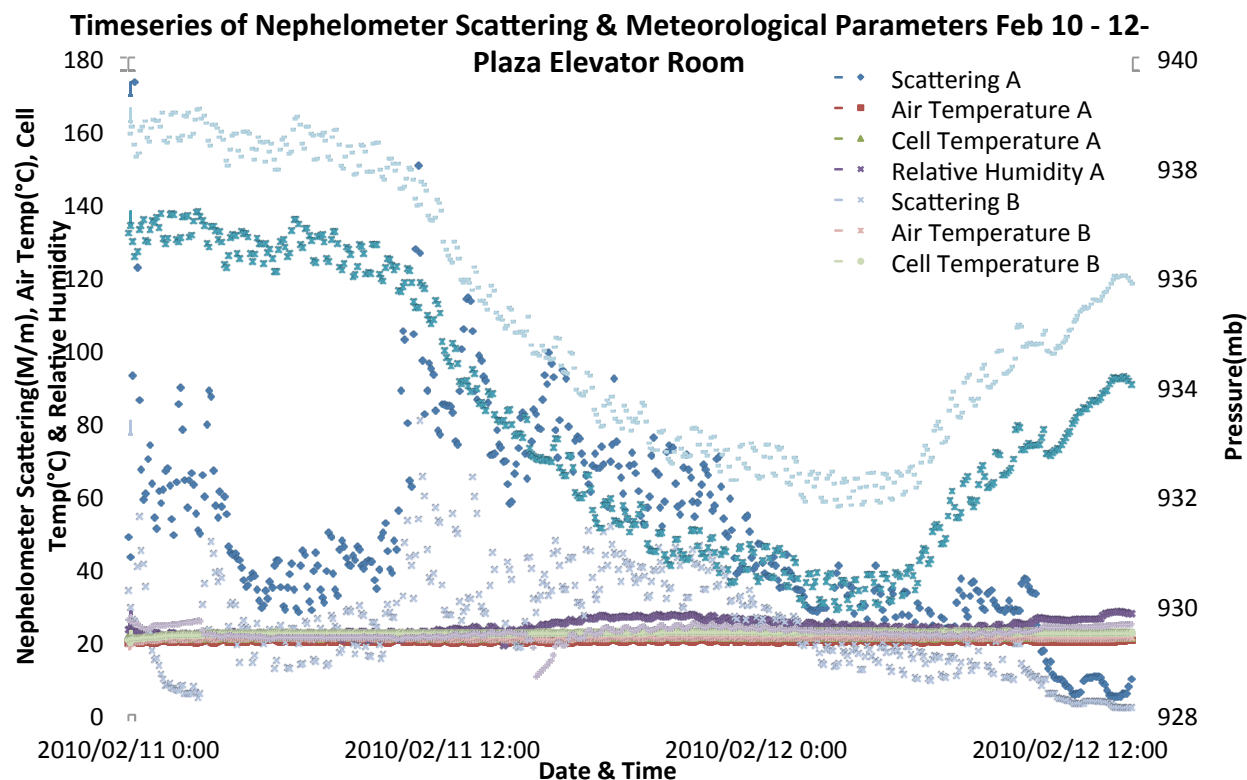 Timeseries of Nephelometer Scattering & Meteorological Parameters Feb 10 - 12-
Plaza Elevator Room
Nephelometer Scattering(M/m), Air Temp(°C), Cell
Temp(°C) & Relative Humidity
180
160
140
120
100
80
60
40
20
0
Scattering A
Air Temperature A
Cell Temperature A
Relative Humidity A
Scattering B
Air Temperature B
Cell Temperature B
940
938
936
934
932
930
928
Pressure(mb)
2010/02/11 0:00
2010/02/11 12:00
2010/02/12 0:00
2010/02/12 12:00
Date & Time